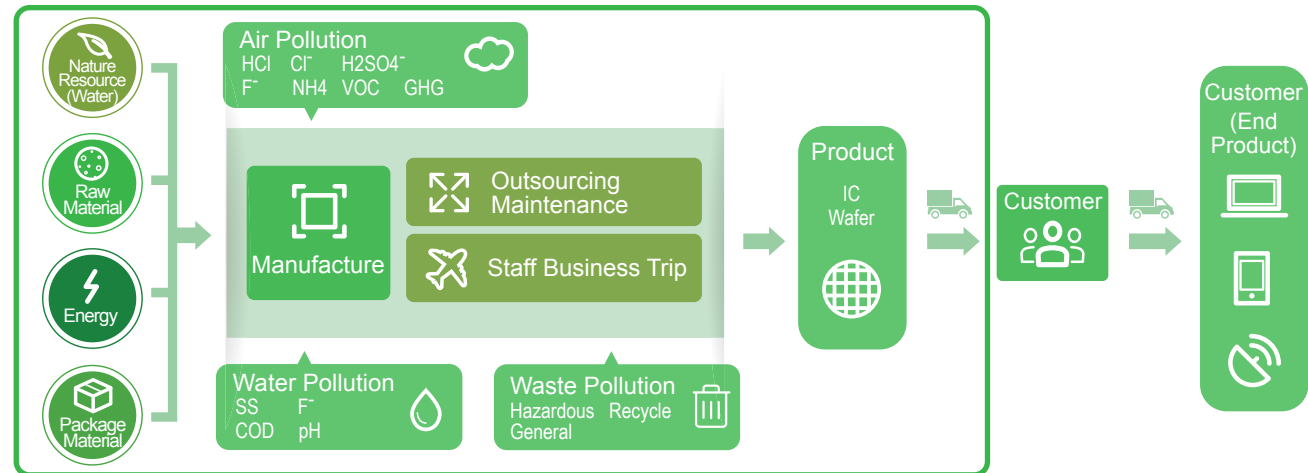 Nature
Resource
(Water)
Raw
Material
Energy
Package
Material
Air Pollution
HCl Cl⁻ H2SO4⁻
F⁻ NH4 VOC GHG
Manufacture
Outsourcing
Maintenance
Staff Business Trip
Water Pollution
SS F⁻
COD pH
Waste Pollution
Hazardous Recycle
General
Product
IC
Wafer
Customer
Customer
(End
Product)